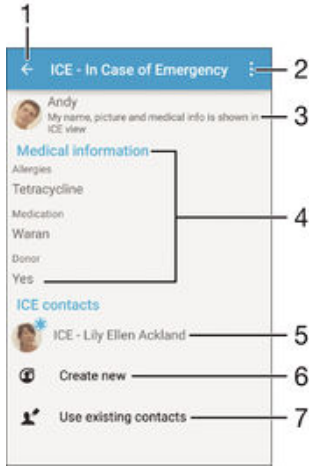 1
ICE - In Case of Emergency
2
Andy
My name, picture and medical info is shown in
ICE view
3
Medical information
Allergies
Tetracycline
Medication
Waran
4
Donor
Yes
ICE contacts
ICE - Lily Ellen Ackland
5
Create new
6
Use existing contacts
7